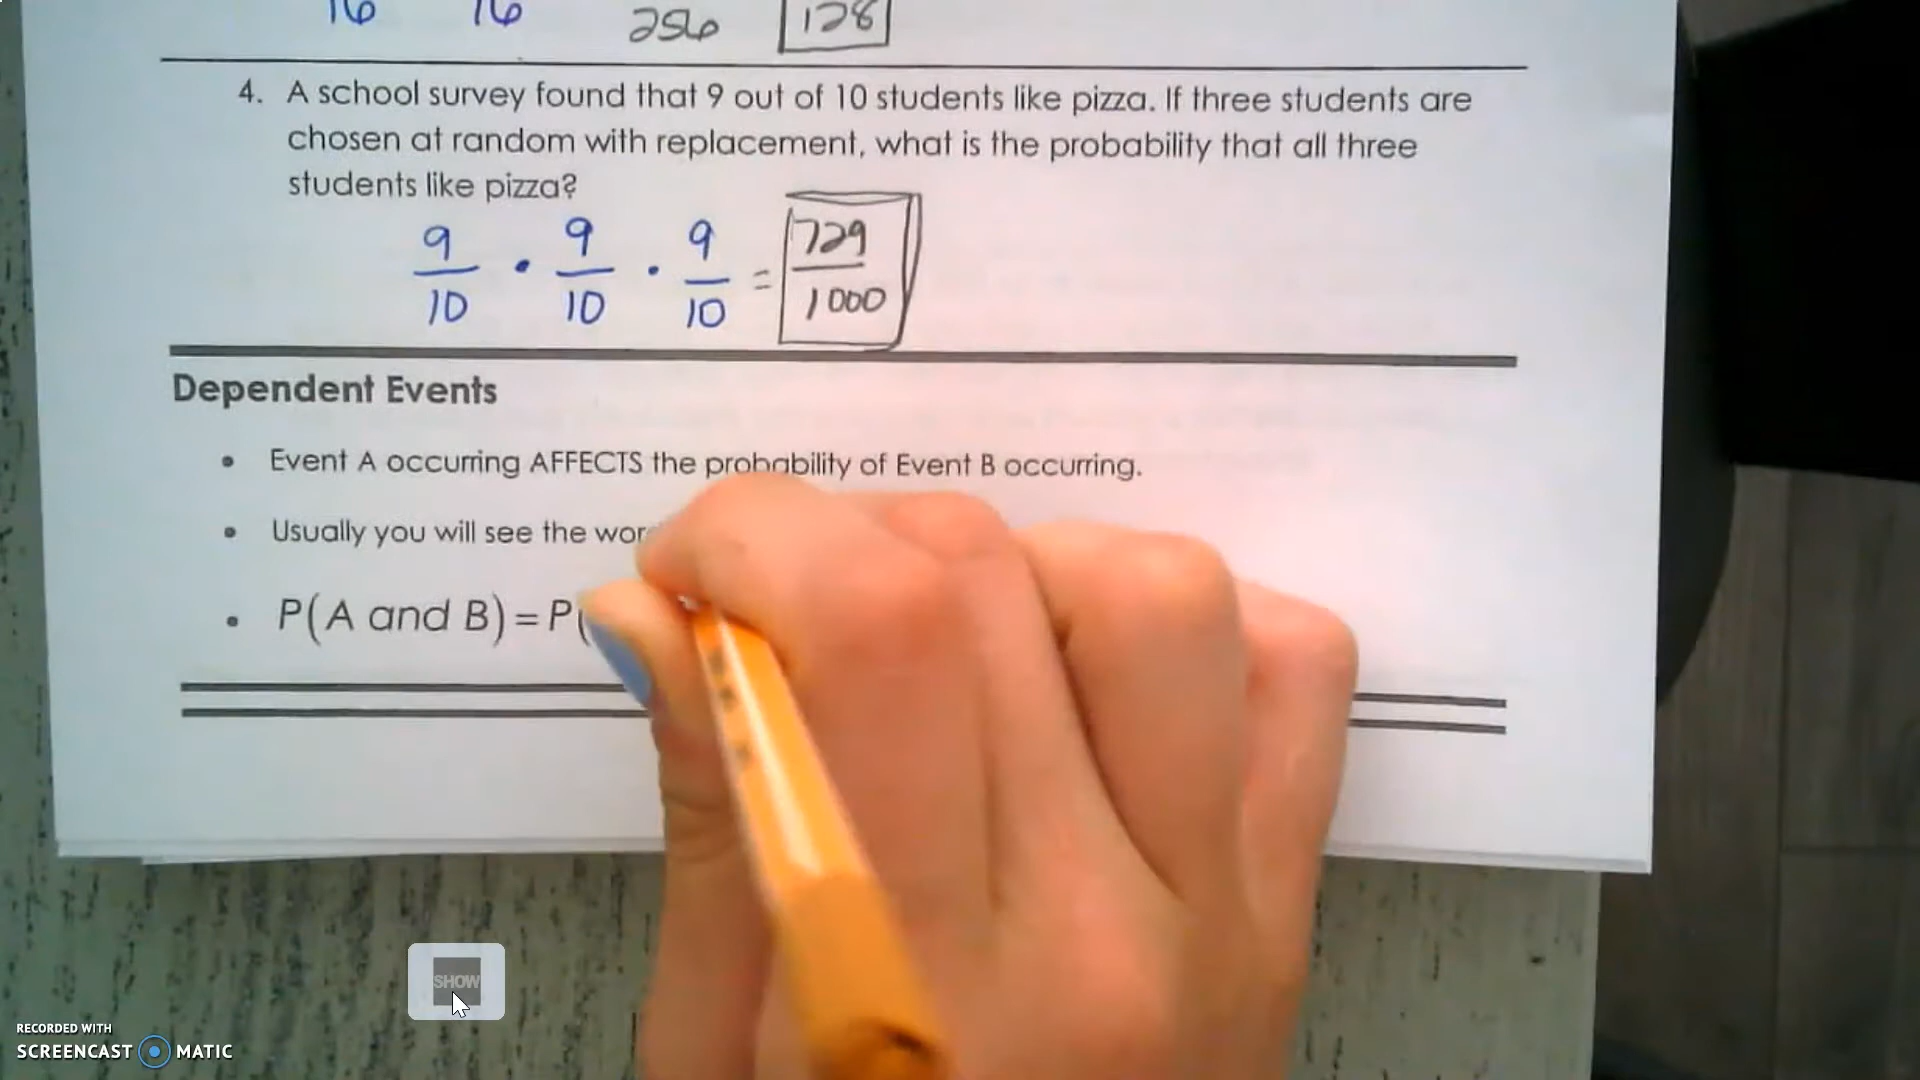 16 16 256 128
4. A school survey found that 9 out of 10 students like pizza. If three students are
chosen at random with replacement, what is the probability that all three
students like pizza?
9/10 · 9/10 · 9/10 = 729/1000
Dependent Events
• Event A occurring AFFECTS the probability of Event B occurring.
• Usually you will see the
• P(A and B) = P(
SHOW
RECORDED WITH
SCREENCAST MATIC